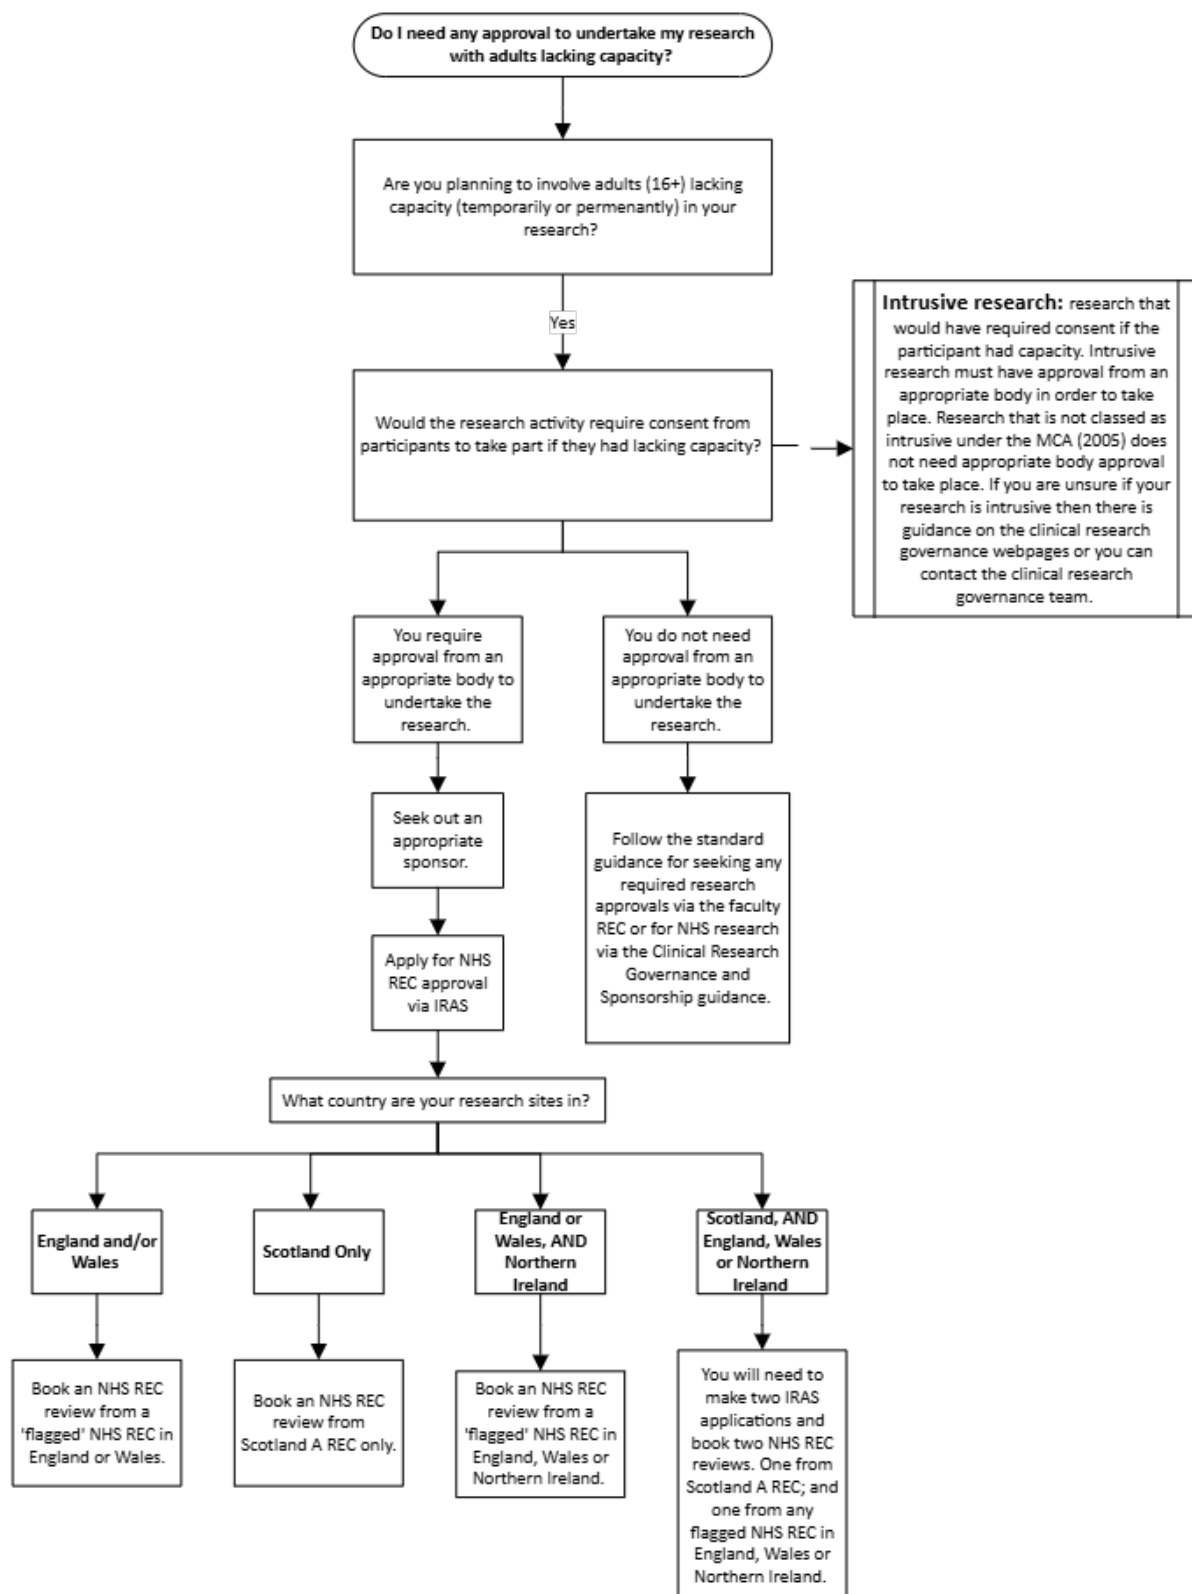 Do I need any approval to undertake my research
with adults lacking capacity?
Are you planning to involve adults (16+) lacking
capacity (temporarily or permenantly) in your
research?
Yes
Would the research activity require consent from
participants to take part if they had lacking capacity?
Intrusive research: research that
would have required consent if the
participant had capacity. Intrusive
research must have approval from an
appropriate body in order to take
place. Research that is not classed as
intrusive under the MCA (2005) does
not need appropriate body approval
to take place. If you are unsure if your
research is intrusive then there is
guidance on the clinical research
governance webpages or you can
contact the clinical research
governance team.
You require
approval from an
appropriate body to
undertake the
research.
You do not need
approval from an
appropriate body to
undertake the
research.
Seek out an
appropriate
sponsor.
Follow the standard
guidance for seeking any
required research
approvals via the faculty
REC or for NHS research
via the Clinical Research
Governance and
Sponsorship guidance.
Apply for NHS
REC approval
via IRAS
What country are your research sites in?
England and/or
Wales
Scotland Only
England or
Wales, AND
Northern
Ireland
Scotland, AND
England, Wales
or Northern
Ireland
Book an NHS REC
review from a
'flagged' NHS REC in
England or Wales.
Book an NHS REC
review from
Scotland A REC only.
Book an NHS REC
review from a
'flagged' NHS REC in
England, Wales or
Northern Ireland.
You will need to
make two IRAS
applications and
book two NHS REC
reviews. One from
Scotland A REC; and
one from any
flagged NHS REC in
England, Wales or
Northern Ireland.